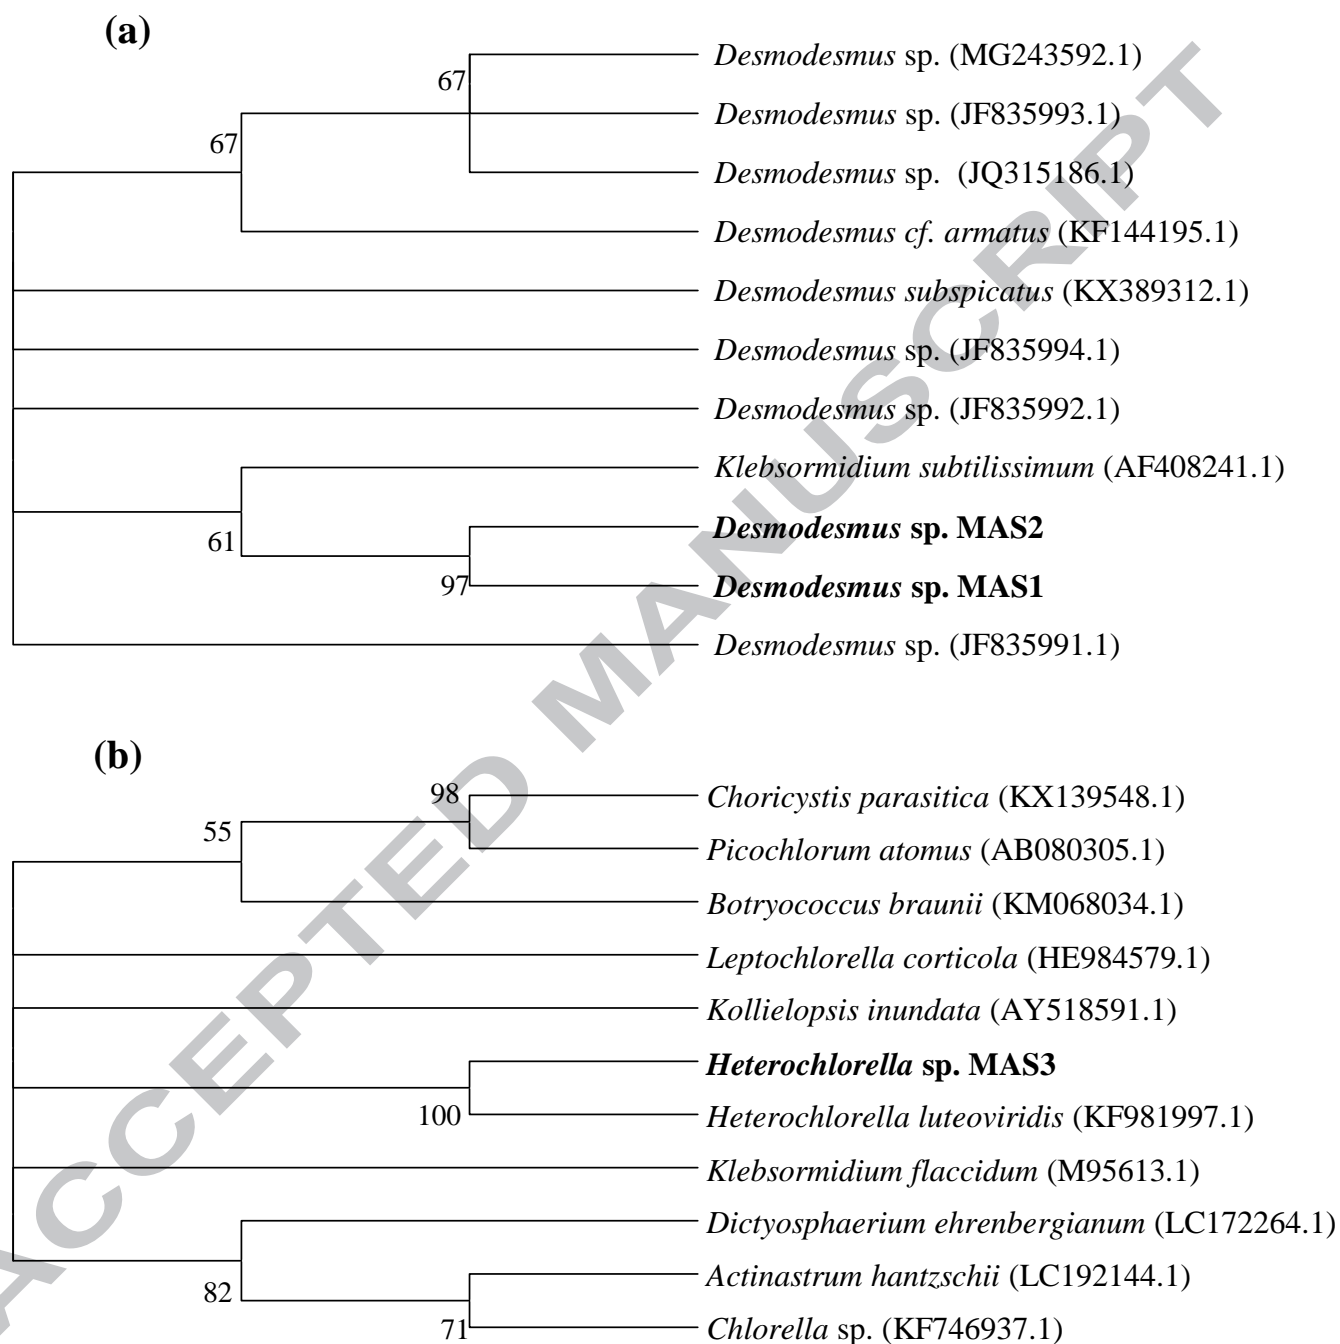 (a)
Desmodesmus sp. (MG243592.1)
67
Desmodesmus sp. (JF835993.1)
67
Desmodesmus sp. (JQ315186.1)
Desmodesmus cf. armatus (KF144195.1)
Desmodesmus subspicatus (KX389312.1)
Desmodesmus sp. (JF835994.1)
Desmodesmus sp. (JF835992.1)
Klebsormidium subtilissimum (AF408241.1)
Desmodesmus sp. MAS2
61
Desmodesmus sp. MAS1
97
Desmodesmus sp. (JF835991.1)
(b)
98
Choricystis parasitica (KX139548.1)
55
Picochlorum atomus (AB080305.1)
Botryococcus braunii (KM068034.1)
Leptochlorella corticola (HE984579.1)
Kollielopsis inundata (AY518591.1)
Heterochlorella sp. MAS3
100
Heterochlorella luteoviridis (KF981997.1)
Klebsormidium flaccidum (M95613.1)
Dictyosphaerium ehrenbergianum (LC172264.1)
Actinastrum hantzschii (LC192144.1)
82
71
Chlorella sp. (KF746937.1)
ACCEPTED MANUSCRIPT